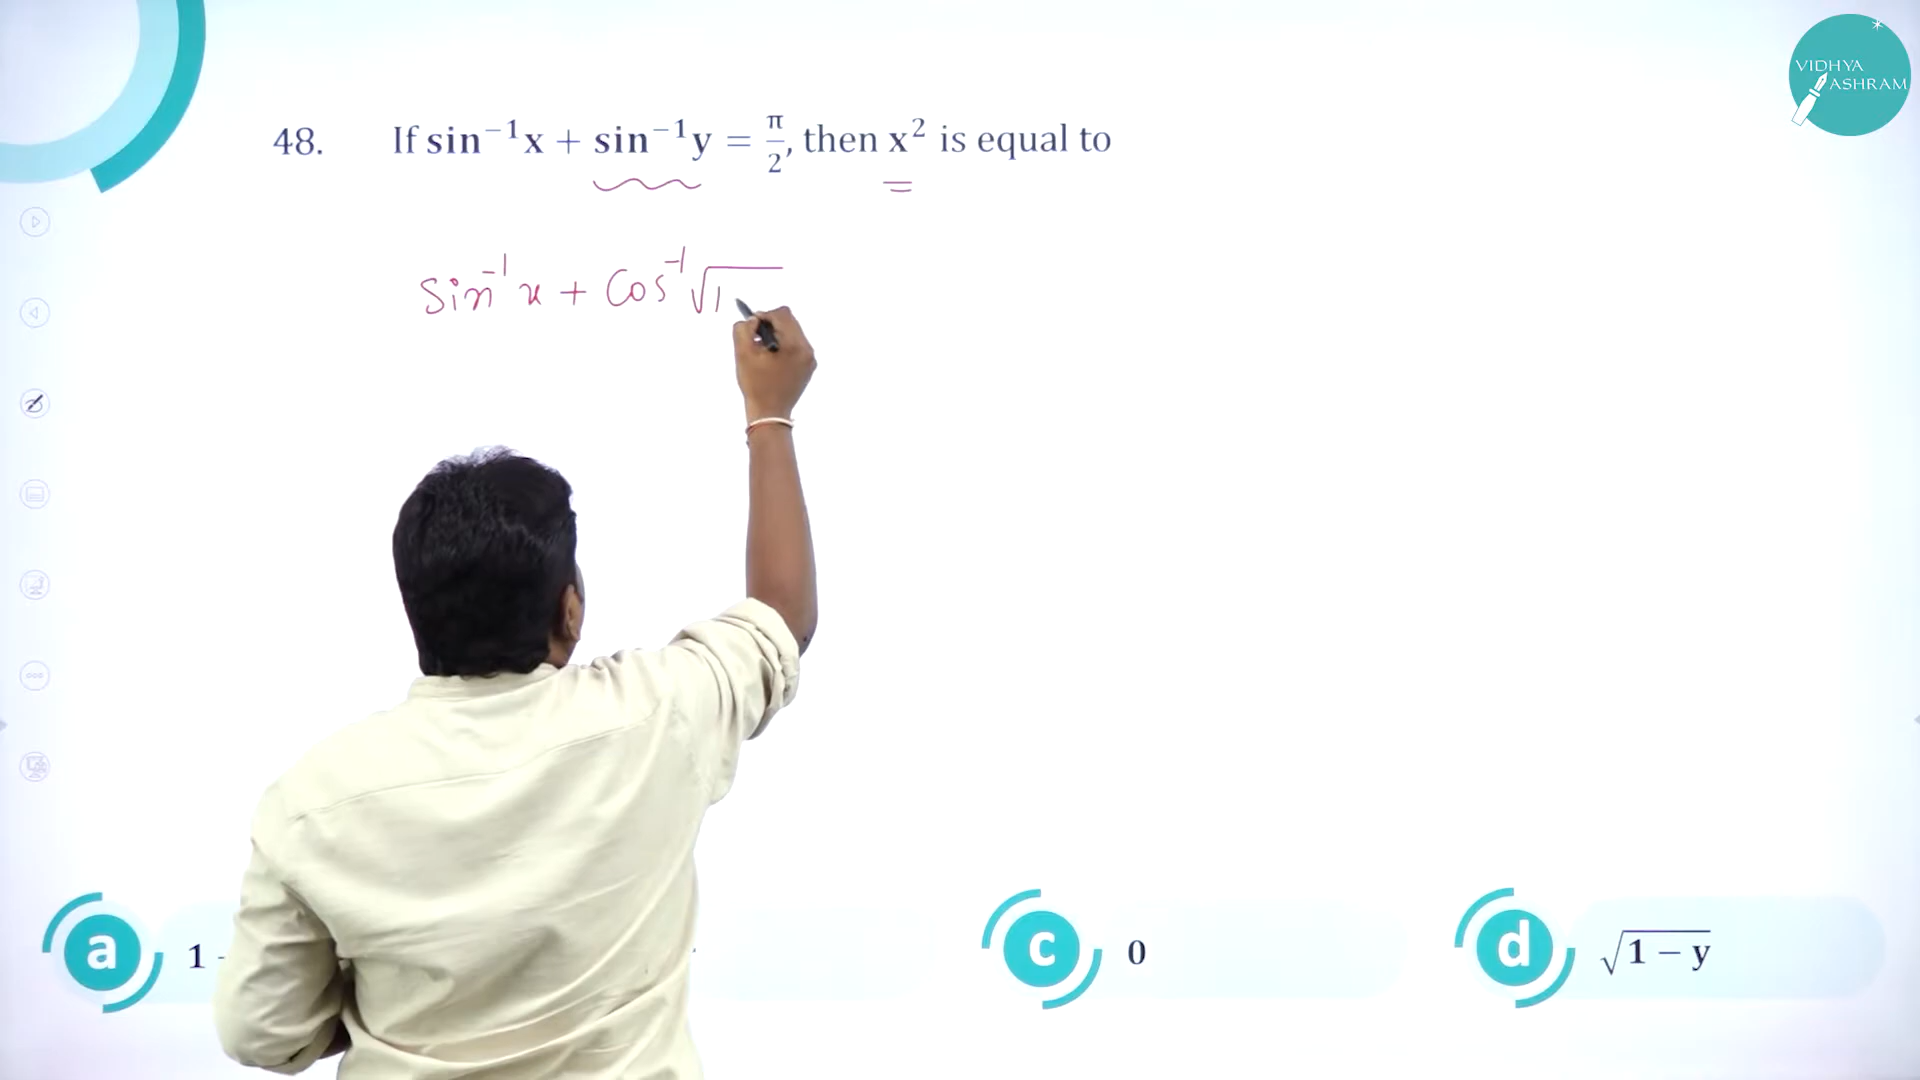 VIDHYA
ASHRAM
48. If sin⁻¹x + sin⁻¹y = π/2, then x² is equal to
Sin⁻¹ x + Cos⁻¹ √1
a 1 -
c 0
d √1 − y